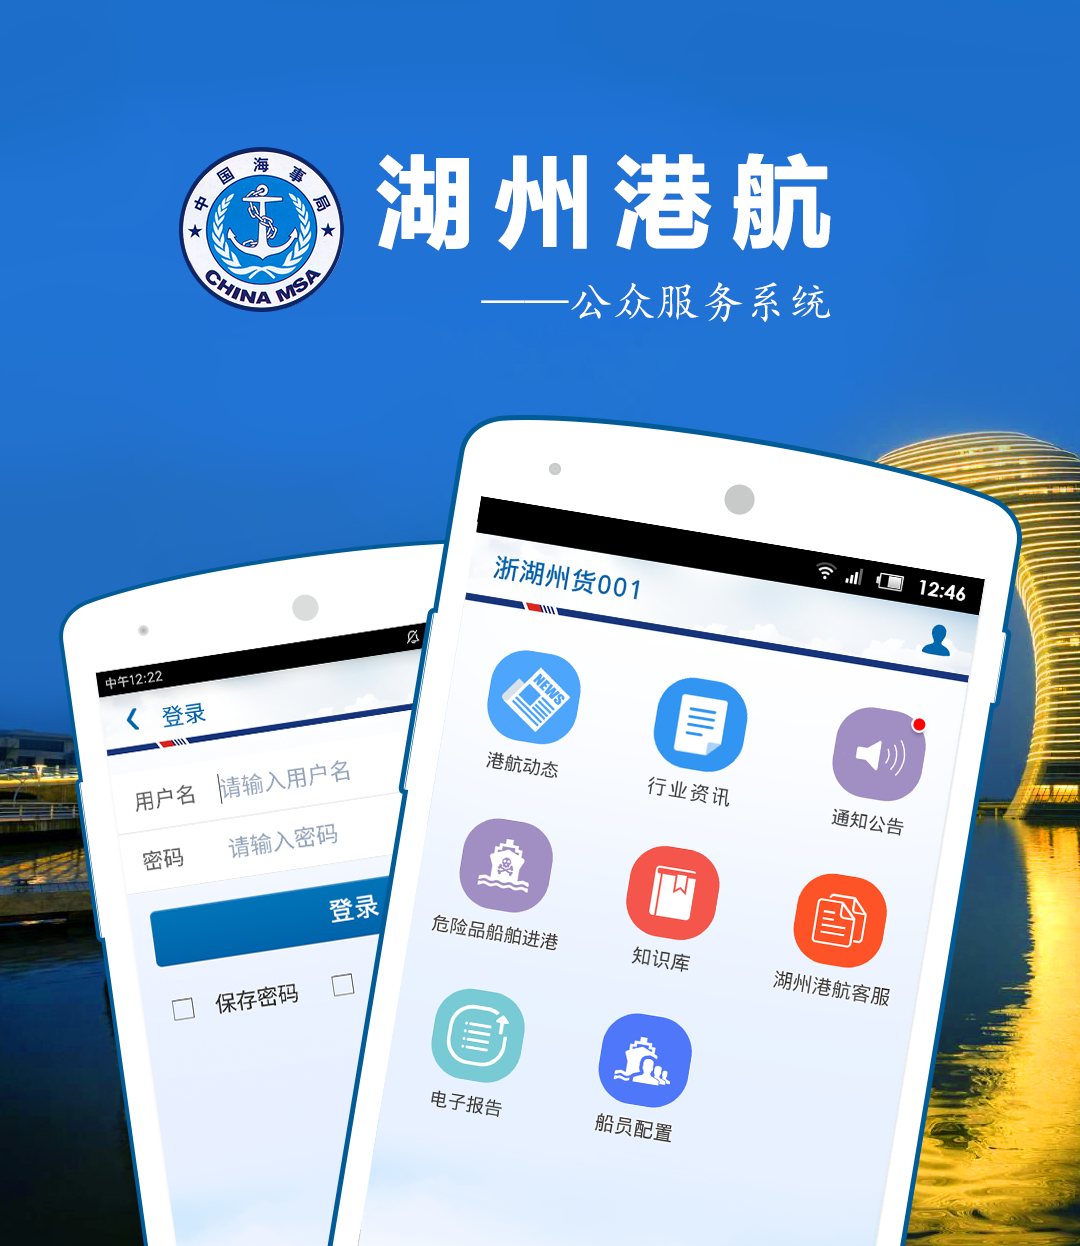 中国海事局
CHINA MSA
湖州港航
——公众服务系统
中午12:22
登录
用户名 请输入用户名
密码 请输入密码
登录
保存密码
12:46
浙湖州货001
NEWS
港航动态
行业资讯
通知公告
危险品船舶进港
知识库
湖州港航客服
电子报告
船员配置